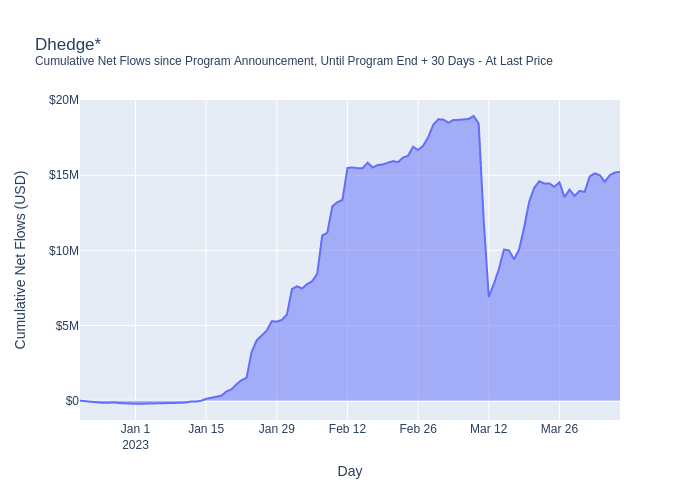 Dhedge*
Cumulative Net Flows since Program Announcement, Until Program End + 30 Days - At Last Price
Cumulative Net Flows (USD)
$20M
$15M
$10M
$5M
$0
Jan 1
2023
Jan 15
Jan 29
Feb 12
Feb 26
Mar 12
Mar 26
Day